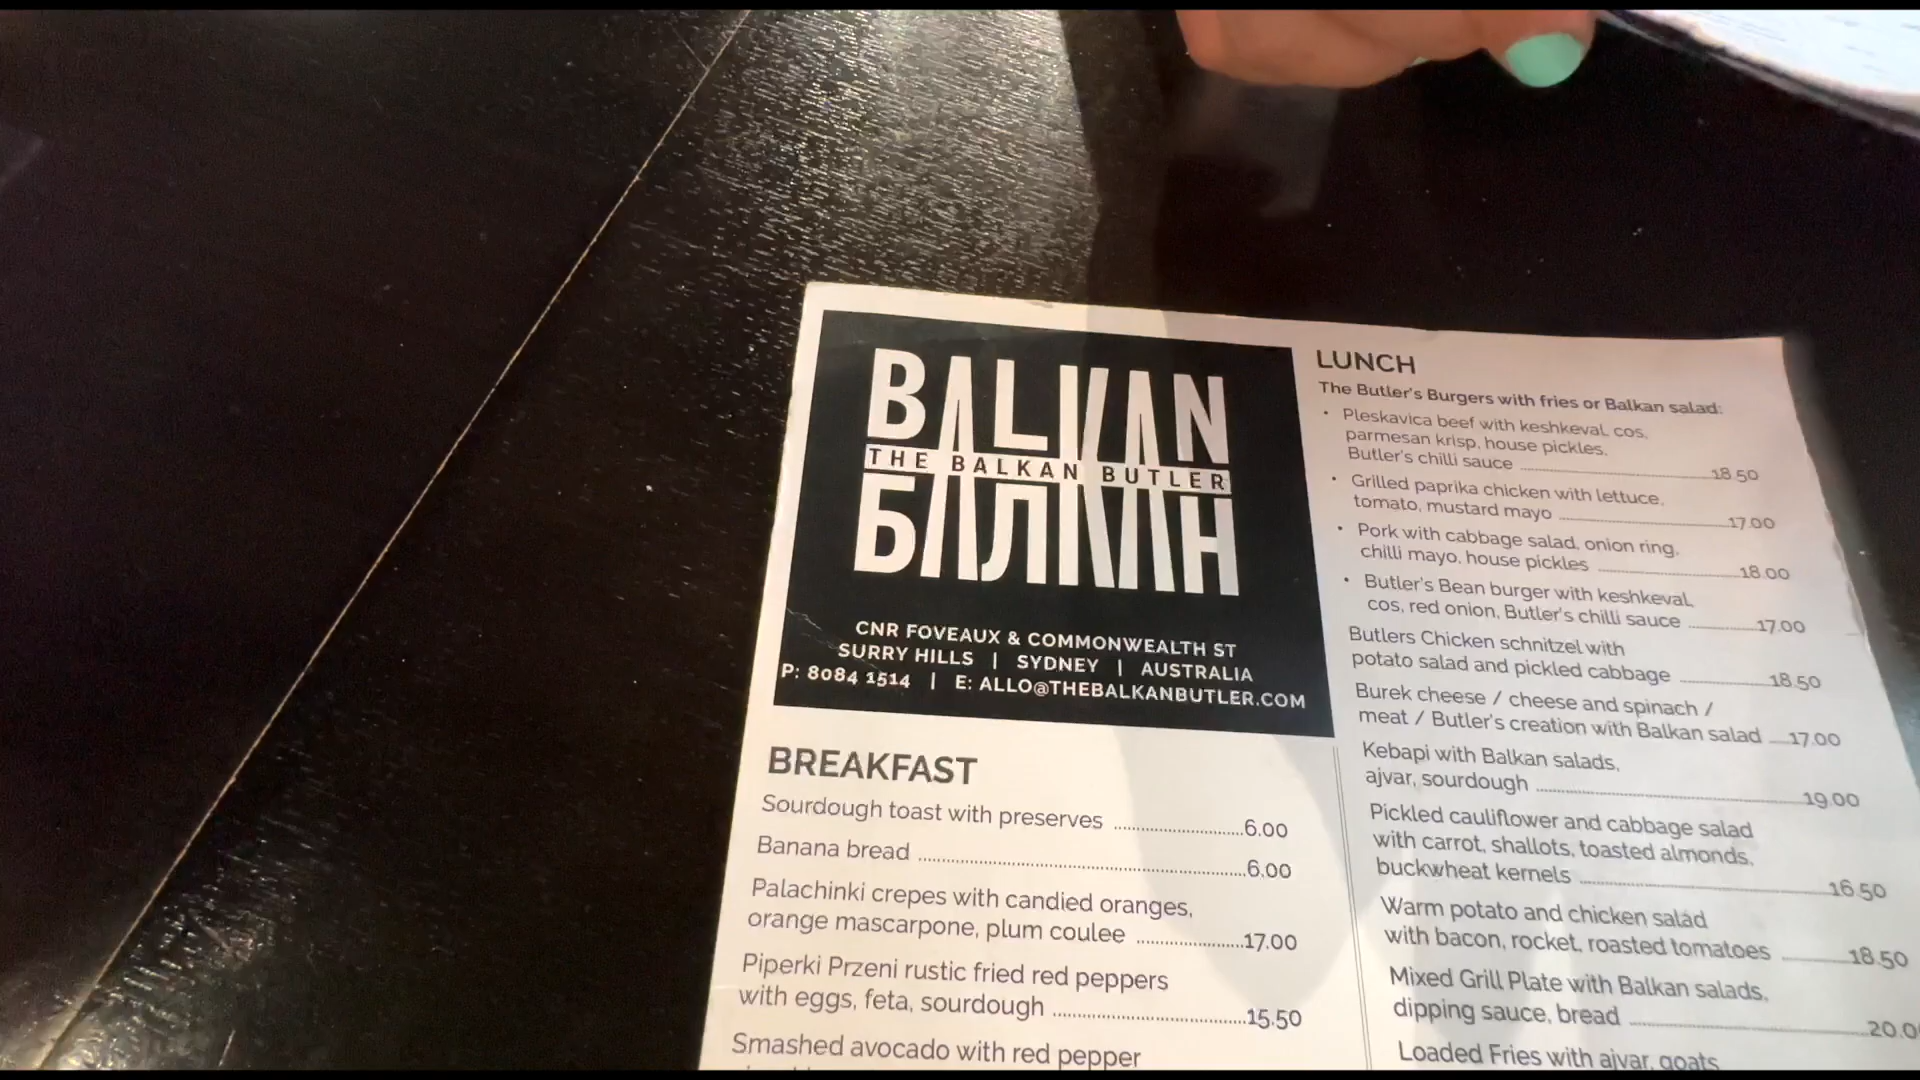 BALKAN
THE BALKAN BUTLER
БАЛКАН
CNR FOVEAUX & COMMONWEALTH ST
SURRY HILLS | SYDNEY | AUSTRALIA
P: 8084 1514 | E: ALLO@THEBALKANBUTLER.COM
BREAKFAST
Sourdough toast with preserves ........................6.00
Banana bread ........................6.00
Palachinki crepes with candied oranges,
orange mascarpone, plum coulee ........................17.00
Piperki Przeni rustic fried red peppers
with eggs, feta, sourdough ........................15.50
Smashed avocado with red pepper
LUNCH
The Butler's Burgers with fries or Balkan salad:
• Pleskavica beef with keshkeval, cos,
parmesan krisp, house pickles,
Butler's chilli sauce ........................18.50
• Grilled paprika chicken with lettuce,
tomato, mustard mayo ........................17.00
• Pork with cabbage salad, onion ring,
chilli mayo, house pickles ........................18.00
• Butler's Bean burger with keshkeval,
cos, red onion, Butler's chilli sauce ........................17.00
Butlers Chicken schnitzel with
potato salad and pickled cabbage ........................18.50
Burek cheese / cheese and spinach /
meat / Butler's creation with Balkan salad .....17.00
Kebapi with Balkan salads,
ajvar, sourdough ........................19.00
Pickled cauliflower and cabbage salad
with carrot, shallots, toasted almonds,
buckwheat kernels ........................16.50
Warm potato and chicken salad
with bacon, rocket, roasted tomatoes ........................18.50
Mixed Grill Plate with Balkan salads,
dipping sauce, bread ........................20.0
Loaded Fries with ajvar, goats